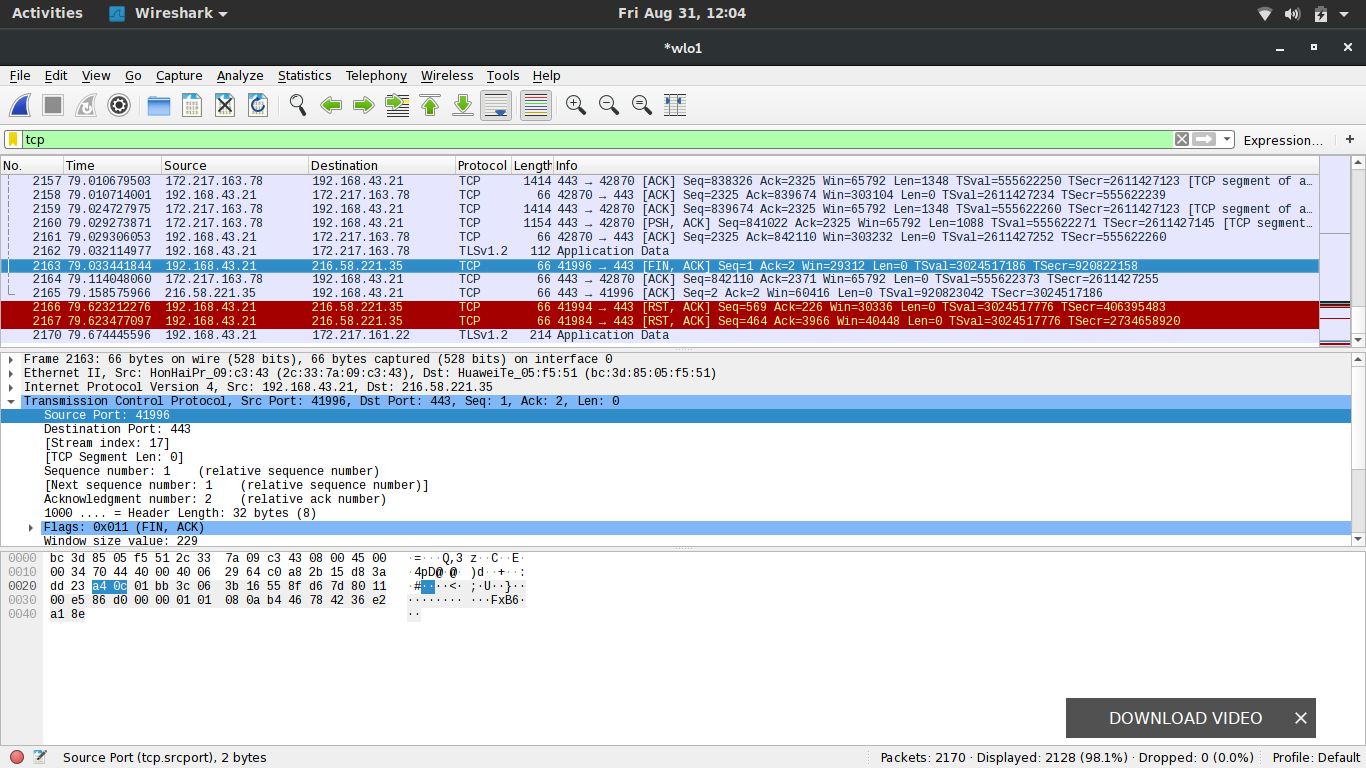 Activities Wireshark Fri Aug 31, 12:04
*wlo1
File Edit View Go Capture Analyze Statistics Telephony Wireless Tools Help
tcp Expression… +
No. Time Source Destination Protocol Length Info
2157 79.010679503 172.217.163.78 192.168.43.21 TCP 1414 443 → 42870 [ACK] Seq=838326 Ack=2325 Win=65792 Len=1348 TSval=555622250 TSecr=2611427123 [TCP segment of a…
2158 79.010714001 192.168.43.21 172.217.163.78 TCP 66 42870 → 443 [ACK] Seq=2325 Ack=839674 Win=303104 Len=0 TSval=2611427234 TSecr=555622239
2159 79.024727975 172.217.163.78 192.168.43.21 TCP 1414 443 → 42870 [ACK] Seq=839674 Ack=2325 Win=65792 Len=1348 TSval=555622260 TSecr=2611427123 [TCP segment of a…
2160 79.029273871 172.217.163.78 192.168.43.21 TCP 1154 443 → 42870 [PSH, ACK] Seq=841022 Ack=2325 Win=65792 Len=1088 TSval=555622271 TSecr=2611427145 [TCP segment…
2161 79.029306053 192.168.43.21 172.217.163.78 TCP 66 42870 → 443 [ACK] Seq=2325 Ack=842110 Win=303232 Len=0 TSval=2611427252 TSecr=555622260
2162 79.032114977 192.168.43.21 172.217.163.78 TLSv1.2 112 Application Data
2163 79.033441844 192.168.43.21 216.58.221.35 TCP 66 41996 → 443 [FIN, ACK] Seq=1 Ack=2 Win=29312 Len=0 TSval=3024517186 TSecr=920822158
2164 79.114048060 172.217.163.78 192.168.43.21 TCP 66 443 → 42870 [ACK] Seq=842110 Ack=2371 Win=65792 Len=0 TSval=555622373 TSecr=2611427255
2165 79.158575966 216.58.221.35 192.168.43.21 TCP 66 443 → 41996 [ACK] Seq=2 Ack=2 Win=60416 Len=0 TSval=920823042 TSecr=3024517186
2166 79.623212276 192.168.43.21 216.58.221.35 TCP 66 41994 → 443 [RST, ACK] Seq=569 Ack=226 Win=30336 Len=0 TSval=3024517776 TSecr=406395483
2167 79.623477097 192.168.43.21 216.58.221.35 TCP 66 41984 → 443 [RST, ACK] Seq=464 Ack=3966 Win=40448 Len=0 TSval=3024517776 TSecr=2734658920
2170 79.674445596 192.168.43.21 172.217.161.22 TLSv1.2 214 Application Data
Frame 2163: 66 bytes on wire (528 bits), 66 bytes captured (528 bits) on interface 0
Ethernet II, Src: HonHaiPr_09:c3:43 (2c:33:7a:09:c3:43), Dst: HuaweiTe_05:f5:51 (bc:3d:85:05:f5:51)
Internet Protocol Version 4, Src: 192.168.43.21, Dst: 216.58.221.35
Transmission Control Protocol, Src Port: 41996, Dst Port: 443, Seq: 1, Ack: 2, Len: 0
Source Port: 41996
Destination Port: 443
[Stream index: 17]
[TCP Segment Len: 0]
Sequence number: 1 (relative sequence number)
[Next sequence number: 1 (relative sequence number)]
Acknowledgment number: 2 (relative ack number)
1000 .... = Header Length: 32 bytes (8)
Flags: 0x011 (FIN, ACK)
Window size value: 229
0000 bc 3d 85 05 f5 51 2c 33 7a 09 c3 43 08 00 45 00 ·=···Q,3 z··C··E·
0010 00 34 70 44 40 00 40 06 29 64 c0 a8 2b 15 d8 3a ·4pD@·@· )d··+··:
0020 dd 23 a4 0c 01 bb 3c 06 3b 16 55 8f d6 7d 80 11 ·#····<· ;·U··}··
0030 00 e5 86 d0 00 00 01 01 08 0a b4 46 78 42 36 e2 ········ ···FxB6·
0040 a1 8e ··
DOWNLOAD VIDEO ×
Source Port (tcp.srcport), 2 bytes Packets: 2170 · Displayed: 2128 (98.1%) · Dropped: 0 (0.0%) Profile: Default